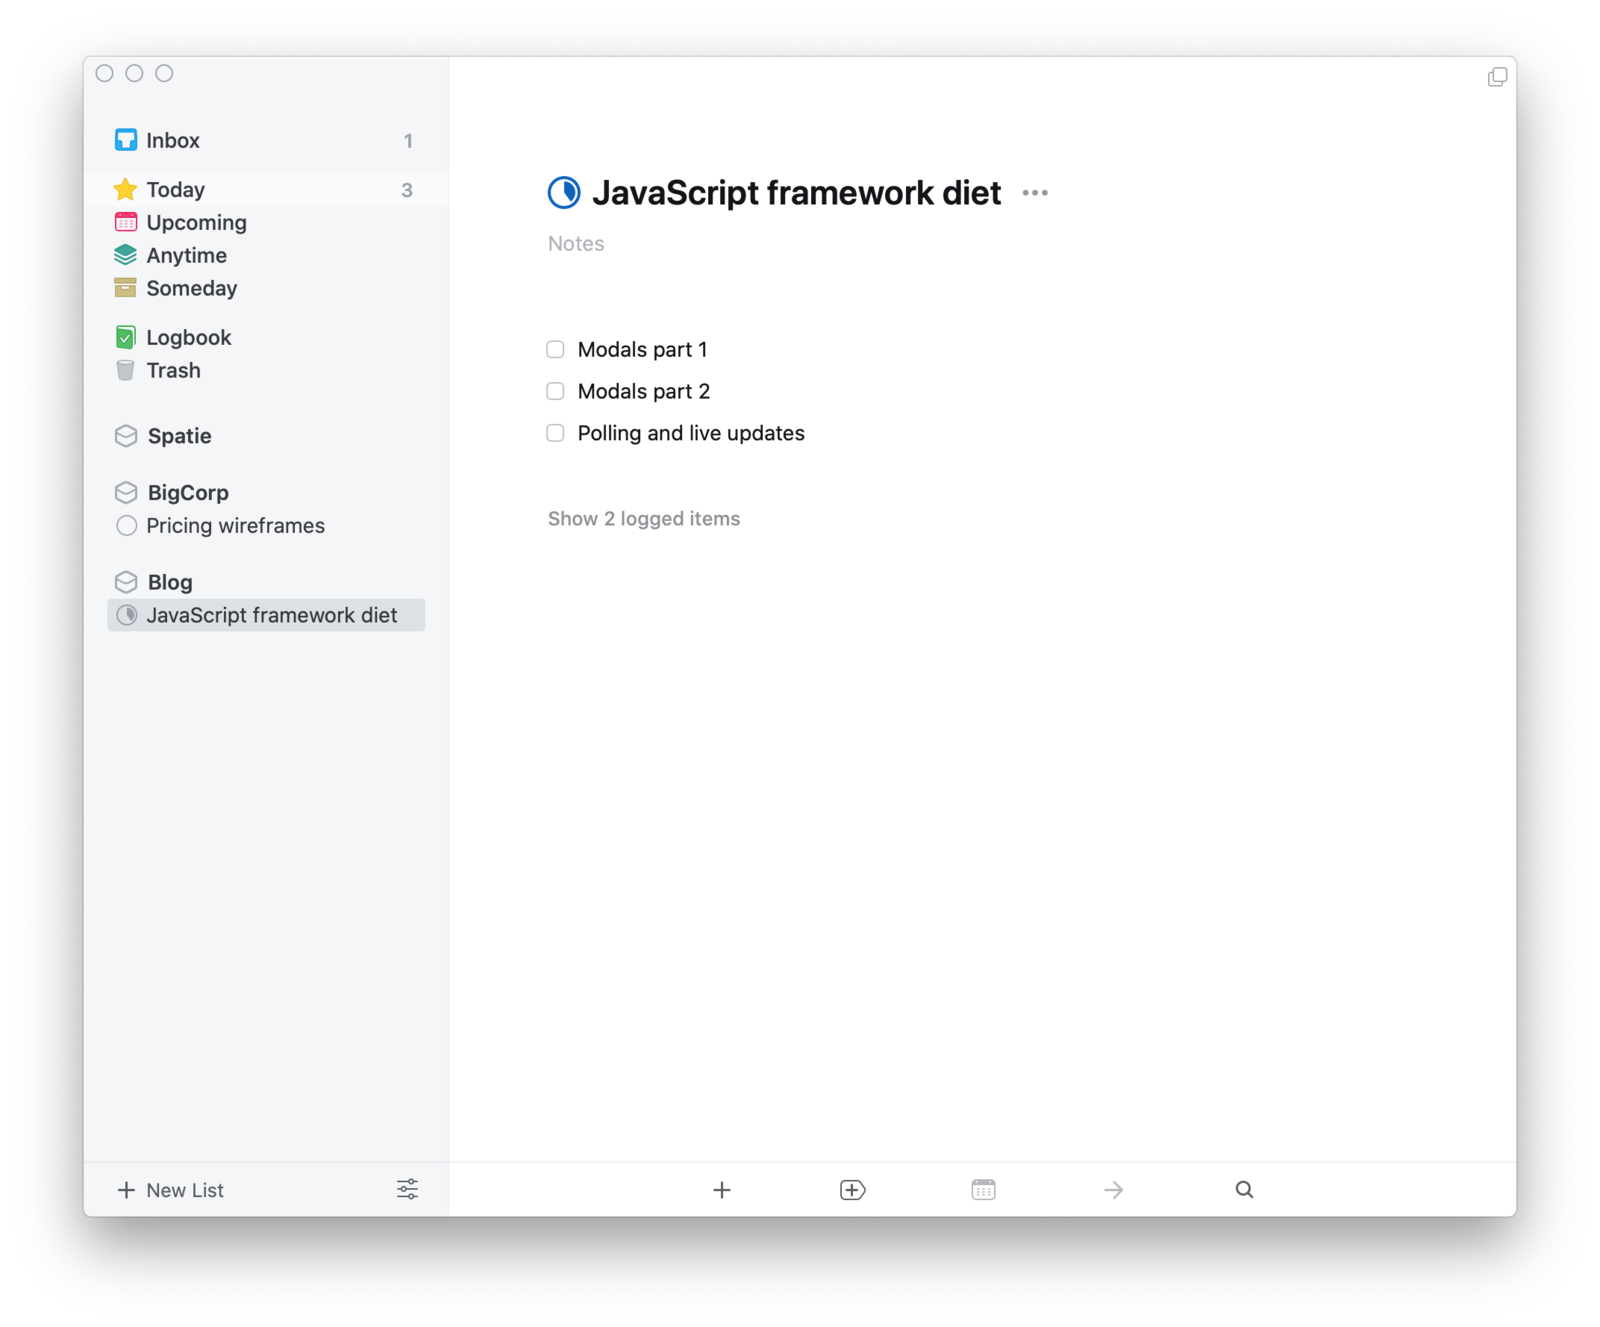 Inbox 1
Today 3
Upcoming
Anytime
Someday
Logbook
Trash
Spatie
BigCorp
Pricing wireframes
Blog
JavaScript framework diet
New List
JavaScript framework diet
Notes
Modals part 1
Modals part 2
Polling and live updates
Show 2 logged items